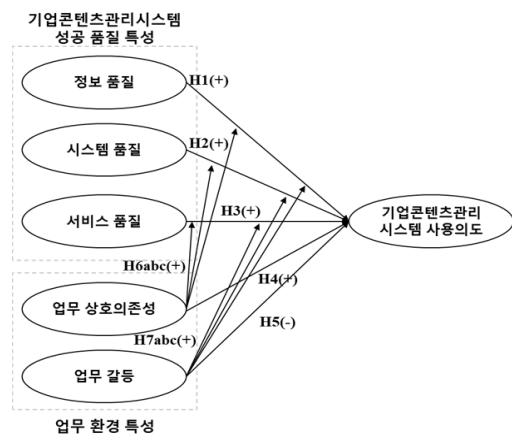 기업콘텐츠관리시스템
성공 품질 특성
정보 품질
H1(+)
시스템 품질
H2(+)
서비스 품질
H3(+)
기업콘텐츠관리
시스템 사용의도
H6abc(+)
H4(+)
업무 상호의존성
H5(-)
H7abc(+)
업무 갈등
업무 환경 특성